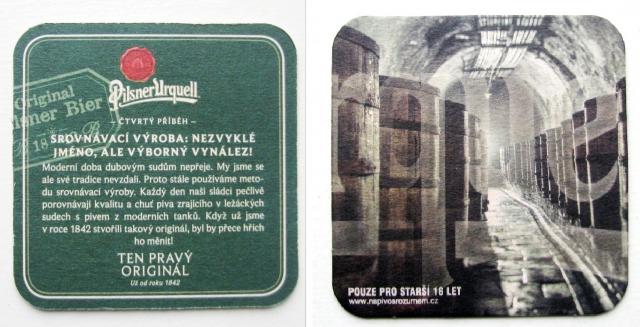 Original
Pilsner Bier
18
B
Pilsner Urquell
– ČTVRTÝ PŘÍBĚH –
SROVNÁVACÍ VÝROBA: NEZVYKLÉ
JMÉNO, ALE VÝBORNÝ VYNÁLEZ!
Moderní doba dubovým sudům nepřeje. My jsme se
ale své tradice nevzdali. Proto stále používáme meto-
du srovnávací výroby. Každý den naši sládci pečlivě
porovnávají kvalitu a chuť piva zrajícího v ležáckých
sudech s pivem z moderních tanků. Když už jsme
v roce 1842 stvořili takový originál, byl by přece hřích
ho měnit!
TEN PRAVÝ
ORIGINÁL
Už od roku 1842
POUZE PRO STARŠÍ 18 LET
www.napivosrozumem.cz